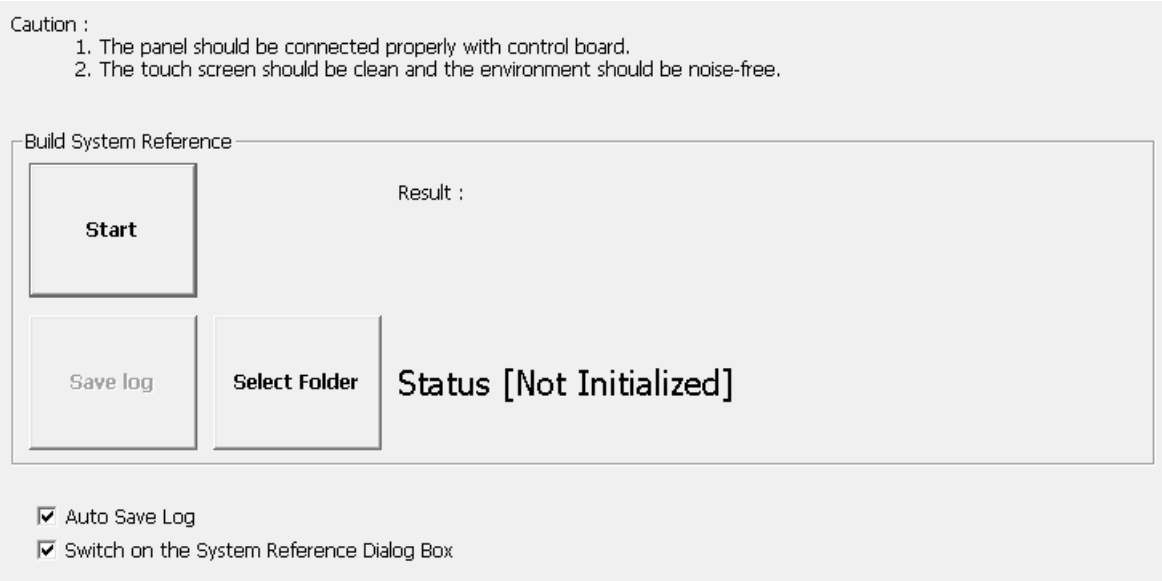 Caution :
1. The panel should be connected properly with control board.
2. The touch screen should be clean and the environment should be noise-free.
Build System Reference
Start
Result :
Save log
Select Folder
Status [Not Initialized]
Auto Save Log
Switch on the System Reference Dialog Box